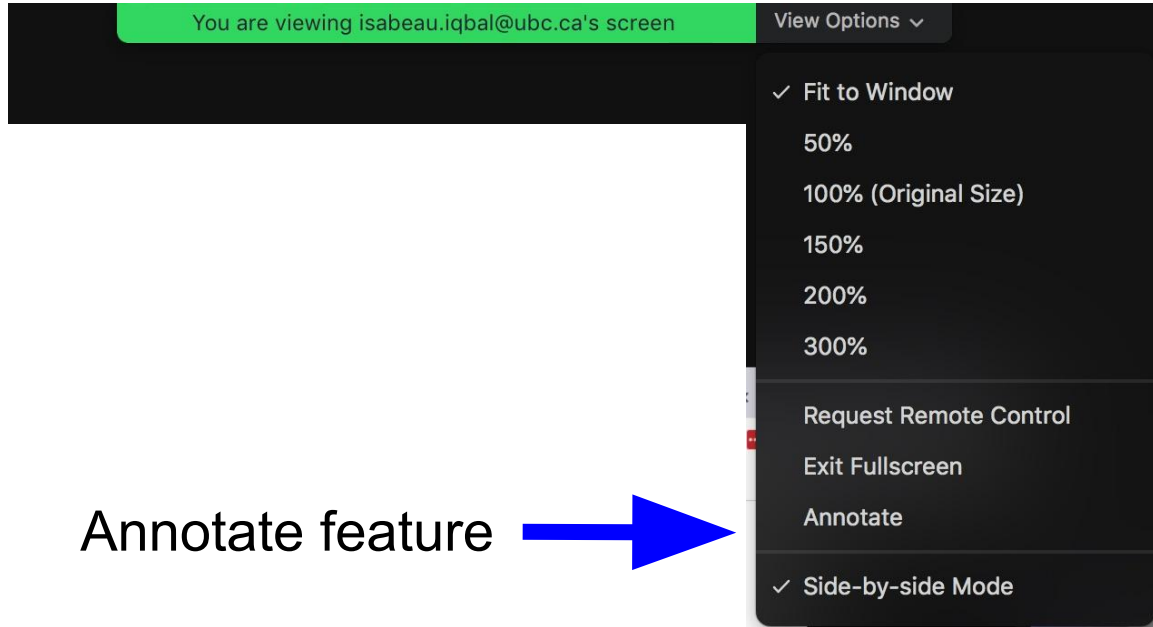 You are viewing isabeau.iqbal@ubc.ca's screen
View Options
Fit to Window
50%
100% (Original Size)
150%
200%
300%
Request Remote Control
Exit Fullscreen
Annotate
Annotate feature
Side-by-side Mode